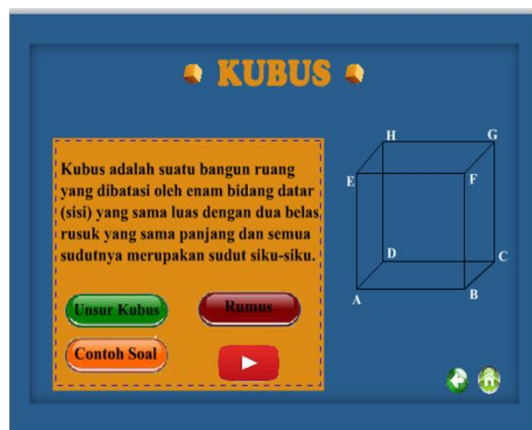 KUBUS
Kubus adalah suatu bangun ruang
yang dibatasi oleh enam bidang datar
(sisi) yang sama luas dengan dua belas
rusuk yang sama panjang dan semua
sudutnya merupakan sudut siku-siku.
Unsur Kubus
Rumus
Contoh Soal
H
G
E
F
D
C
A
B